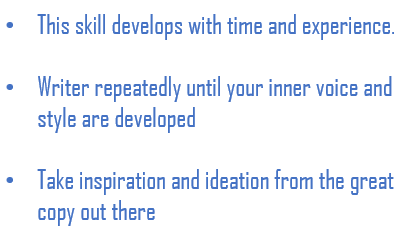 • This skill develops with time and experience.
• Writer repeatedly until your inner voice and
style are developed
• Take inspiration and ideation from the great
copy out there